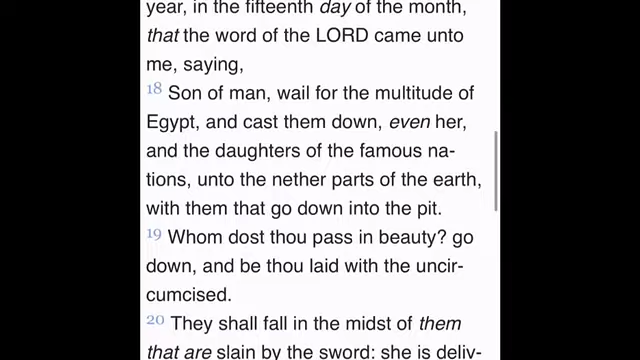 year, in the fifteenth day of the month,
that the word of the LORD came unto
me, saying,
18 Son of man, wail for the multitude of
Egypt, and cast them down, even her,
and the daughters of the famous na-
tions, unto the nether parts of the earth,
with them that go down into the pit.
19 Whom dost thou pass in beauty? go
down, and be thou laid with the uncir-
cumcised.
20 They shall fall in the midst of them
that are slain by the sword: she is deliv-